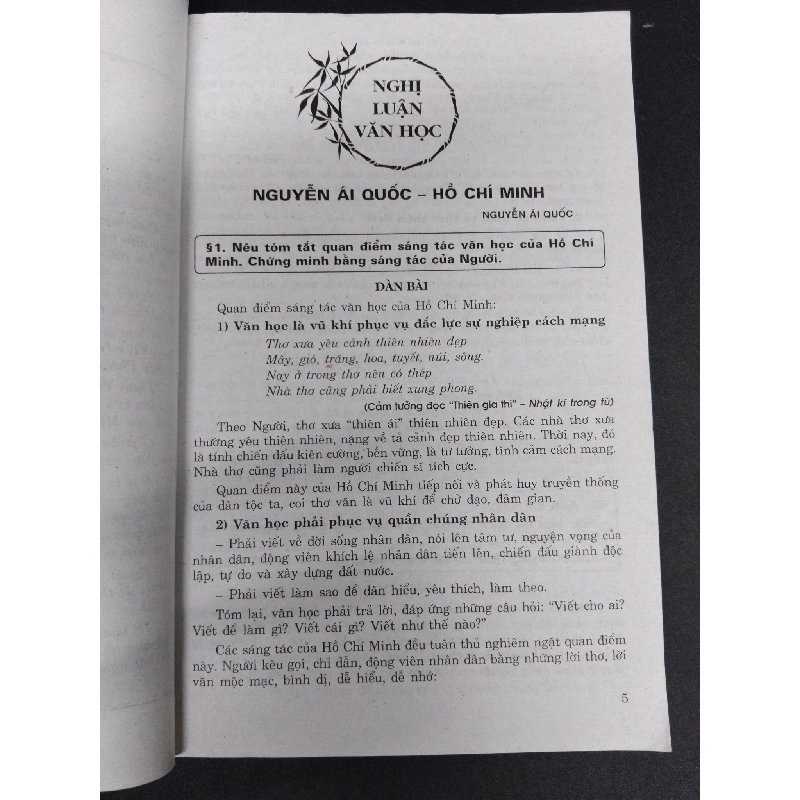 NGHỊ
LUẬN
VĂN HỌC
NGUYỄN ÁI QUỐC – HỒ CHÍ MINH
NGUYỄN ÁI QUỐC
§1. Nêu tóm tắt quan điểm sáng tác văn học của Hồ Chí
Minh. Chứng minh bằng sáng tác của Người.
DÀN BÀI
Quan điểm sáng tác văn học của Hồ Chí Minh:
1) Văn học là vũ khí phục vụ đắc lực sự nghiệp cách mạng
Thơ xưa yêu cảnh thiên nhiên đẹp
Mây, gió, trăng, hoa, tuyết, núi, sông.
Nay ở trong thơ nên có thép
Nhà thơ cũng phải biết xung phong.
(Cảm tưởng đọc "Thiên gia thi" – Nhật kí trong tù)
Theo Người, thơ xưa "thiên ái" thiên nhiên đẹp. Các nhà thơ xưa
thường yêu thiên nhiên, nặng về tả cảnh đẹp thiên nhiên. Thời nay, đó
là tính chiến đấu kiên cường, bền vững, là tư tưởng, tình cảm cách mạng.
Nhà thơ cũng phải làm người chiến sĩ tích cực.
Quan điểm này của Hồ Chí Minh tiếp nối và phát huy truyền thống
của dân tộc ta, coi thơ văn là vũ khí để chở đạo, đâm gian.
2) Văn học phải phục vụ quần chúng nhân dân
– Phải viết về đời sống nhân dân, nói lên tâm tư, nguyện vọng của
nhân dân, động viên khích lệ nhân dân tiến lên, chiến đấu giành độc
lập, tự do và xây dựng đất nước.
– Phải viết làm sao để dân hiểu, yêu thích, làm theo.
Tóm lại, văn học phải trả lời, đáp ứng những câu hỏi: "Viết cho ai?
Viết để làm gì? Viết cái gì? Viết như thế nào?"
Các sáng tác của Hồ Chí Minh đều tuân thủ nghiêm ngặt quan điểm
này. Người kêu gọi, chỉ dẫn, động viên nhân dân bằng những lời thơ, lời
văn mộc mạc, bình dị, dễ hiểu, dễ nhớ:
5